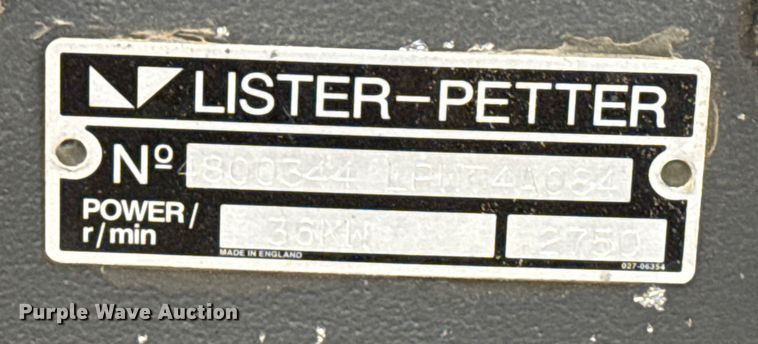 LISTER-PETTER
Nº 4800344 LPWT4A084
POWER/ 36KW 2750
r/min
MADE IN ENGLAND
027-06354
Purple Wave Auction